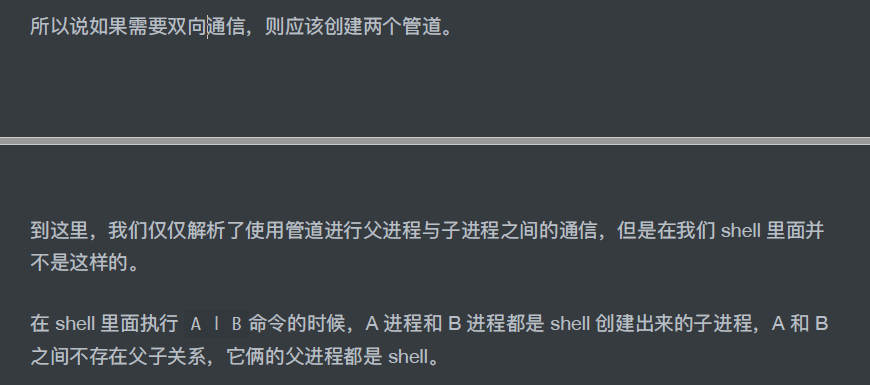 所以说如果需要双向通信，则应该创建两个管道。
到这里，我们仅仅解析了使用管道进行父进程与子进程之间的通信，但是在我们 shell 里面并
不是这样的。
在 shell 里面执行 A | B 命令的时候，A 进程和 B 进程都是 shell 创建出来的子进程，A 和 B
之间不存在父子关系，它俩的父进程都是 shell。